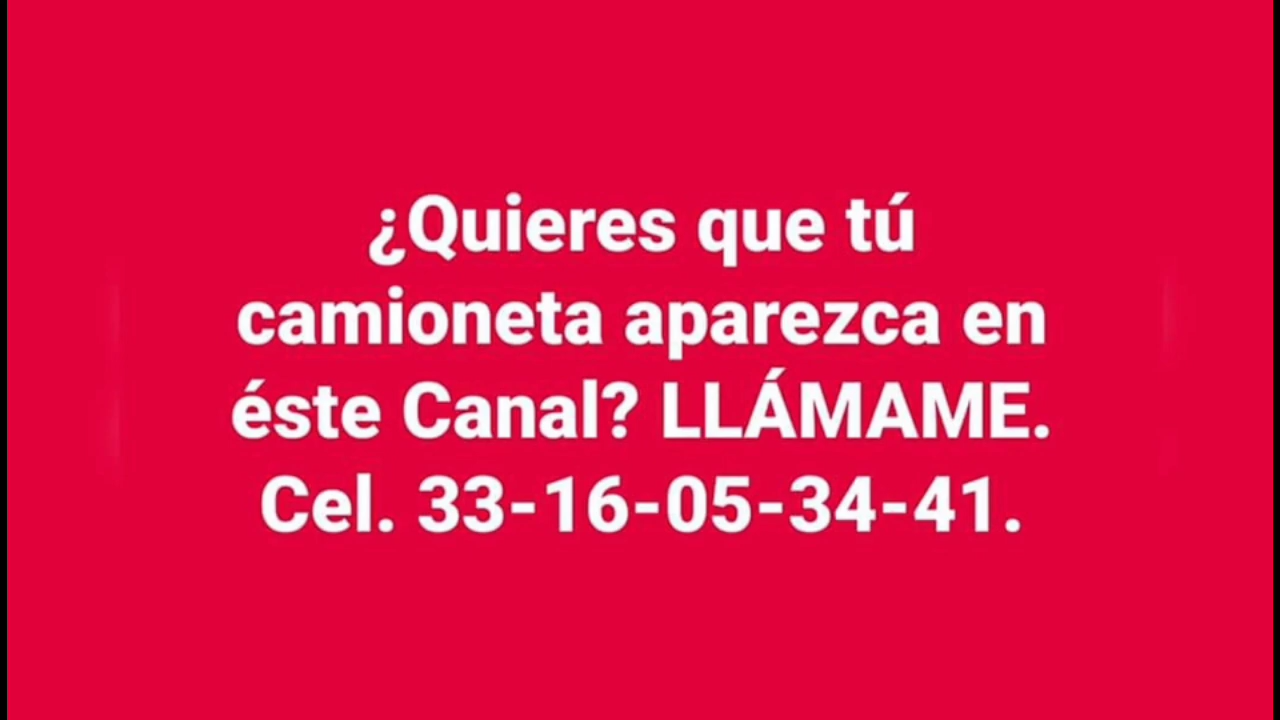 ¿Quieres que tú
camioneta aparezca en
éste Canal? LLÁMAME.
Cel. 33-16-05-34-41.